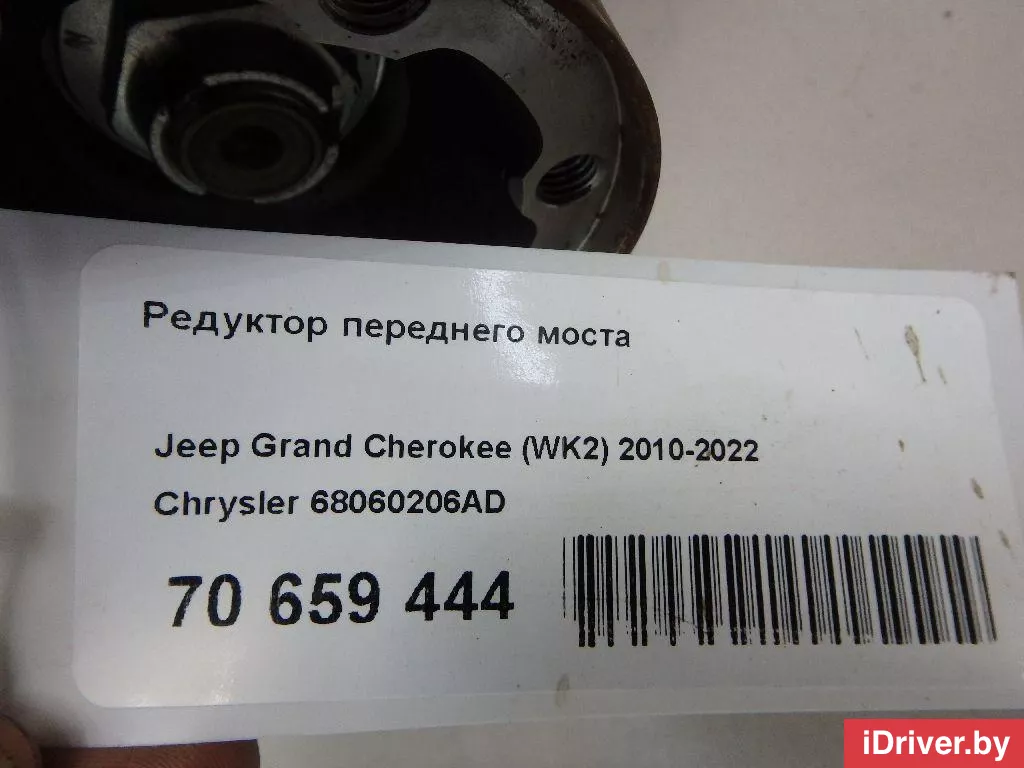 Редуктор переднего моста
Jeep Grand Cherokee (WK2) 2010-2022
Chrysler 68060206AD
70 659 444
iDriver.by